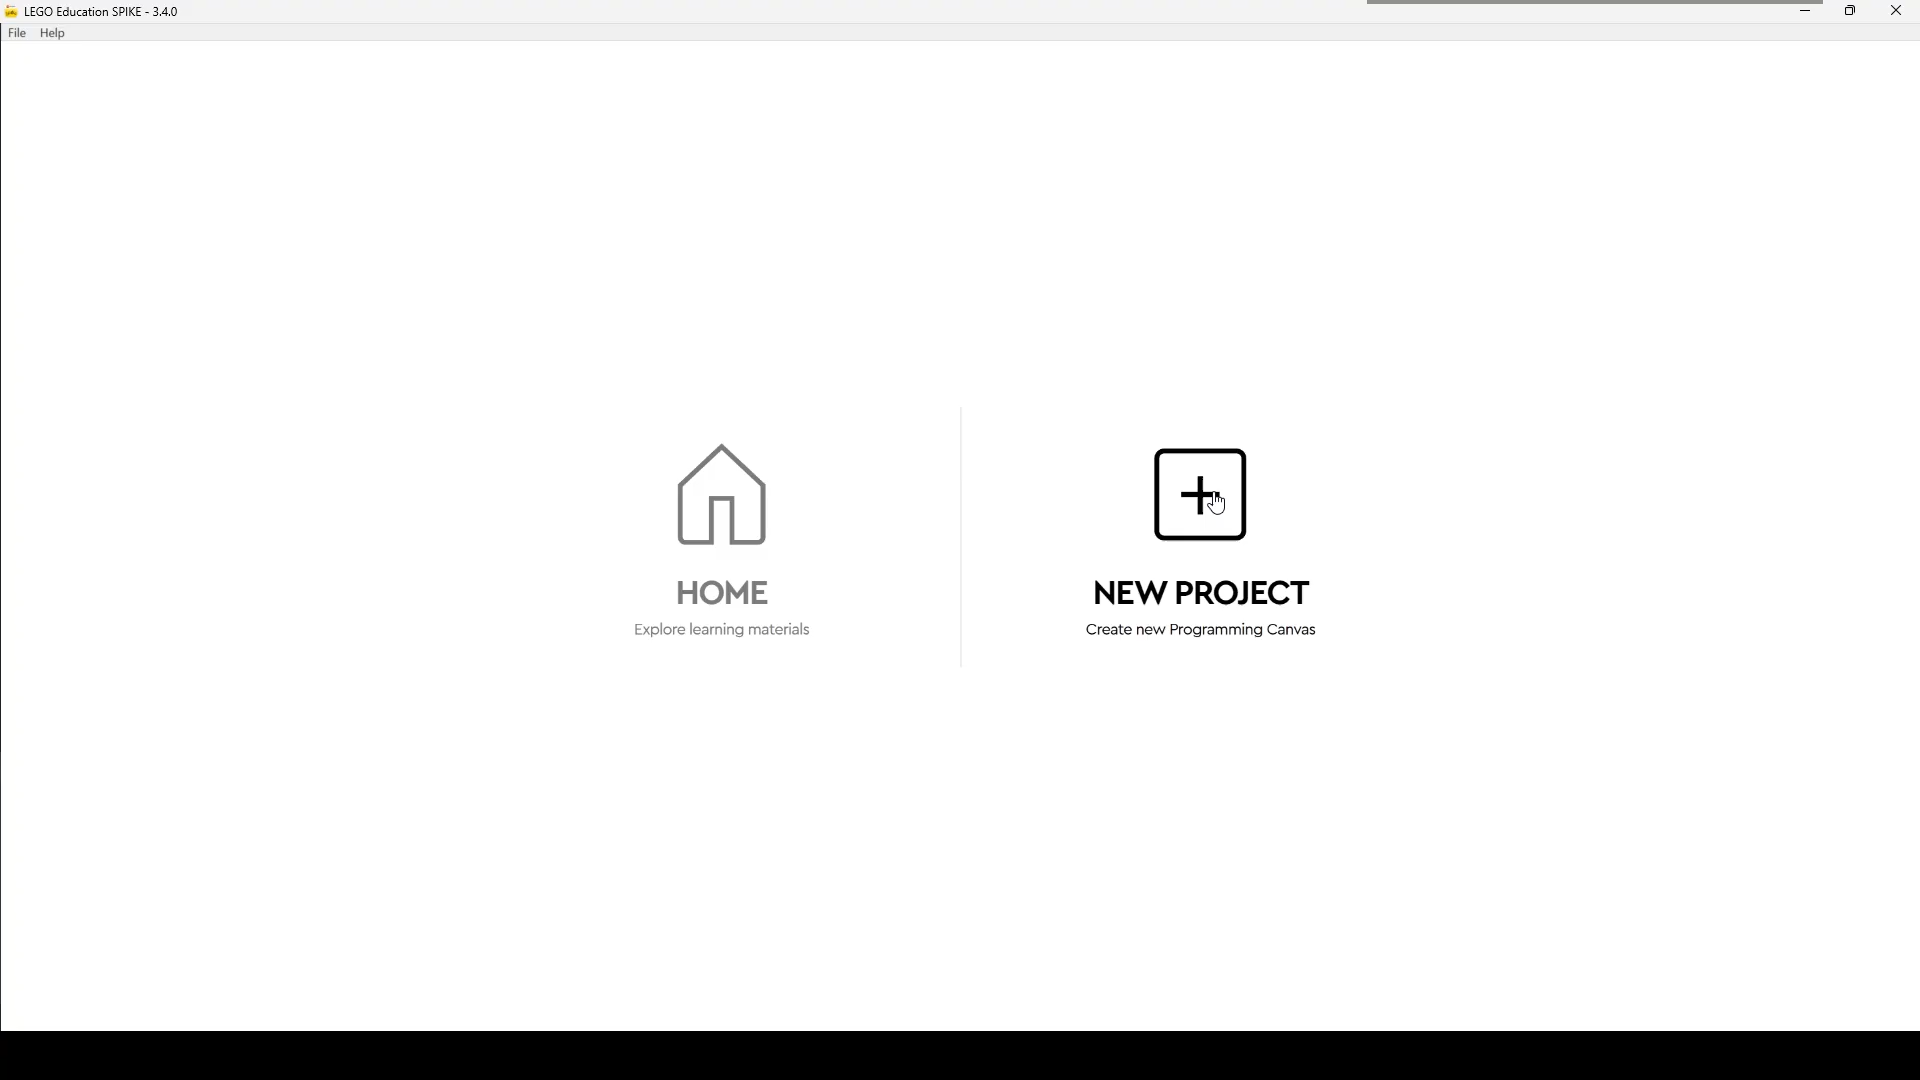 LEGO Education SPIKE - 3.4.0
File Help
HOME
Explore learning materials
NEW PROJECT
Create new Programming Canvas